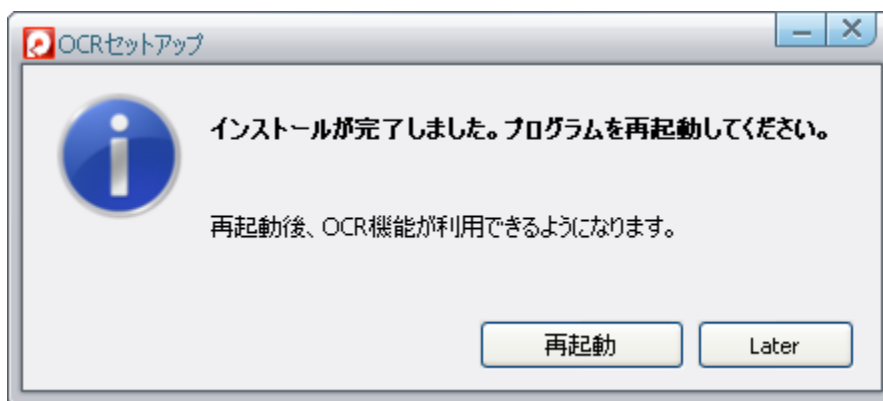 OCRセットアップ
インストールが完了しました。プログラムを再起動してください。
再起動後、OCR機能が利用できるようになります。
再起動
Later